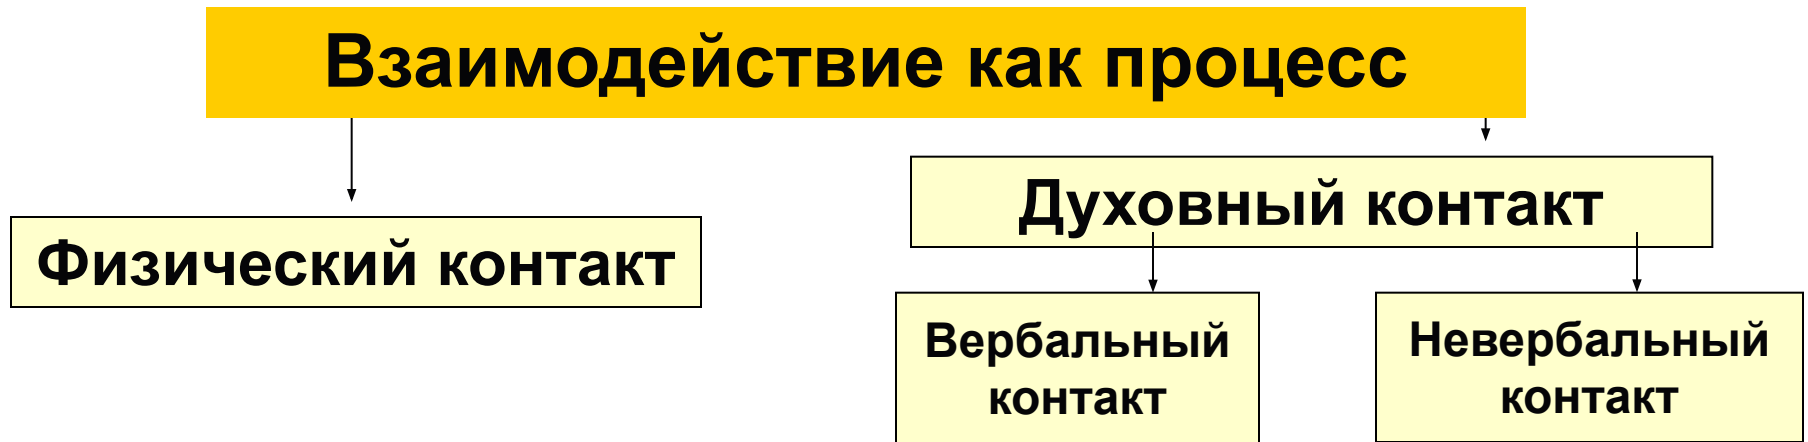 Взаимодействие как процесс
Духовный контакт
Физический контакт
Вербальный
контакт
Невербальный
контакт